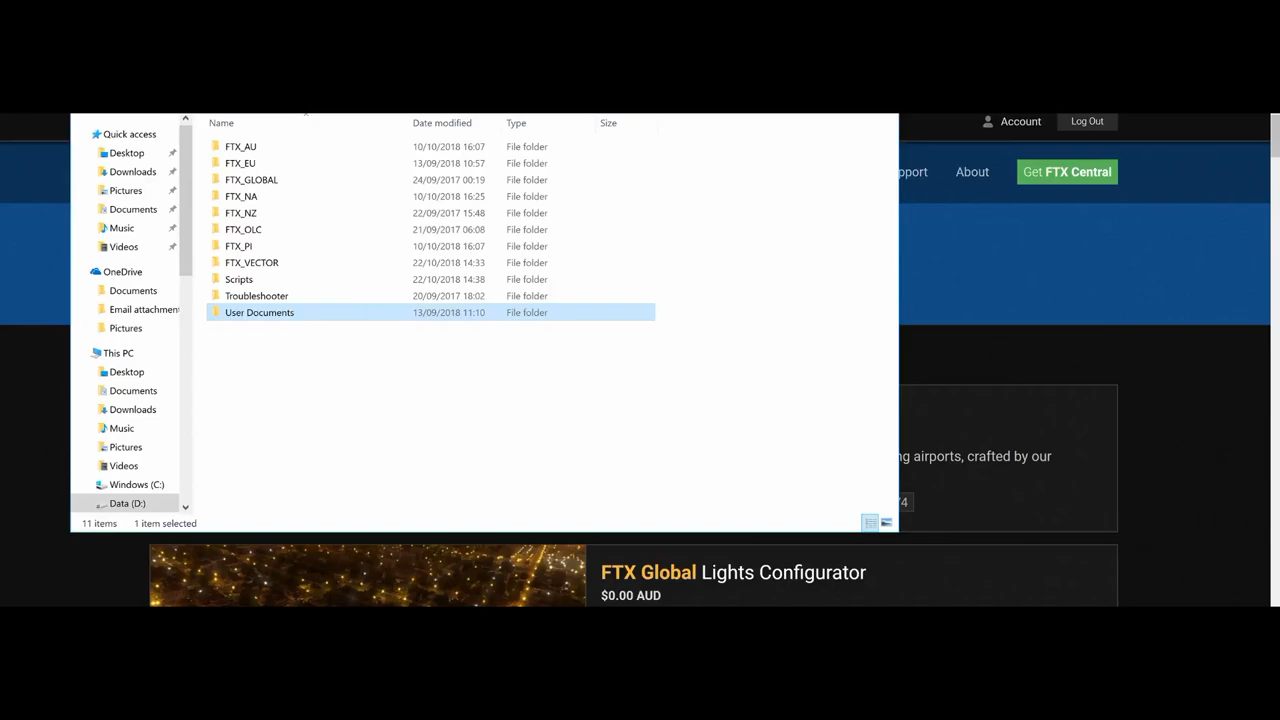 Name Date modified Type Size
Quick access
Desktop
Downloads
Pictures
Documents
Music
Videos
OneDrive
Documents
Email attachmen
Pictures
This PC
Desktop
Documents
Downloads
Music
Pictures
Videos
Windows (C:)
Data (D:)
FTX_AU 10/10/2018 16:07 File folder
FTX_EU 13/09/2018 10:57 File folder
FTX_GLOBAL 24/09/2017 00:19 File folder
FTX_NA 10/10/2018 16:25 File folder
FTX_NZ 22/09/2017 15:48 File folder
FTX_OLC 21/09/2017 06:08 File folder
FTX_PI 10/10/2018 16:07 File folder
FTX_VECTOR 22/10/2018 14:33 File folder
Scripts 22/10/2018 14:38 File folder
Troubleshooter 20/09/2017 18:02 File folder
User Documents 13/09/2018 11:10 File folder
11 items 1 item selected
Account Log Out
pport About Get FTX Central
ng airports, crafted by our
74
FTX Global Lights Configurator
$0.00 AUD